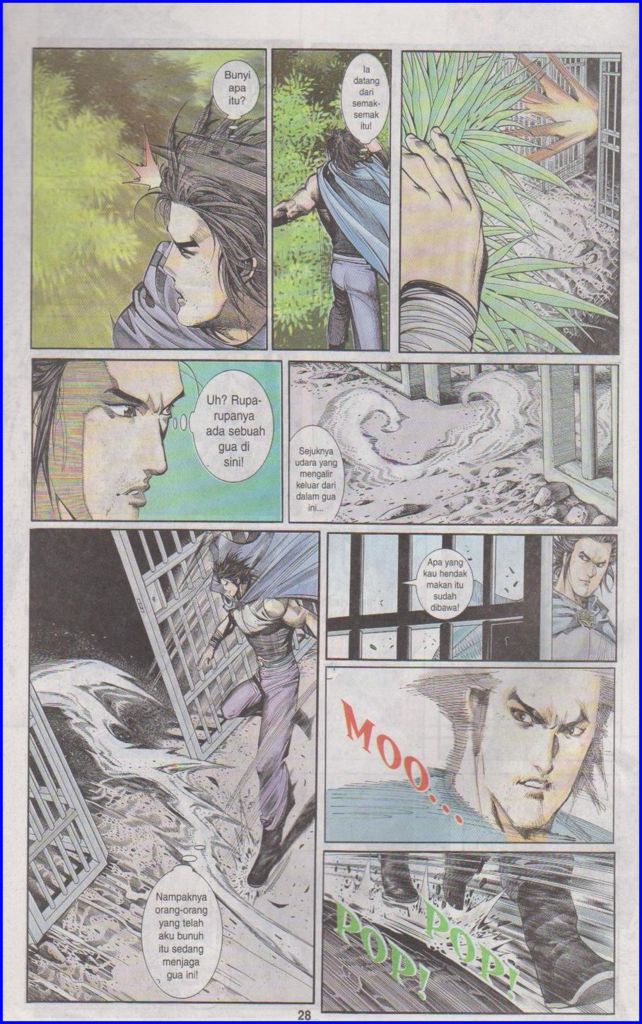 Bunyi
apa
itu?
Ia
datang
dari
semak-
semak
itu!
Uh? Rupa-
rupanya
ada sebuah
gua di
sini!
Sejuknya
udara yang
mengalir
keluar dari
dalam gua
ini...
Nampaknya
orang-orang
yang telah
aku bunuh
itu sedang
menjaga
gua ini!
Apa yang
kau hendak
makan itu
sudah
dibawa!
MOO...
POP! POP!
28